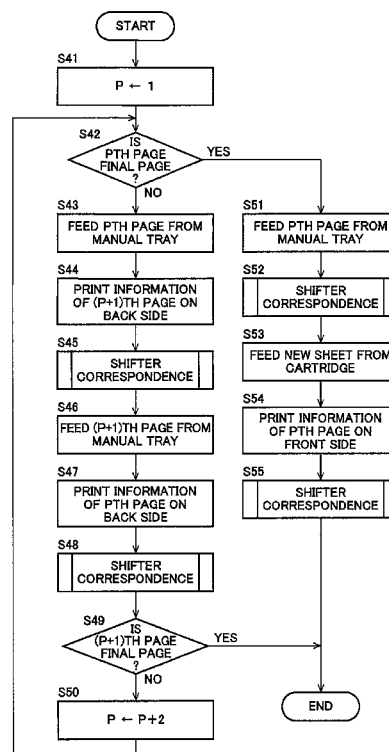 START
S41
P ← 1
S42
IS
PTH PAGE
FINAL PAGE
?
YES
NO
S43
FEED PTH PAGE FROM
MANUAL TRAY
S44
PRINT INFORMATION
OF (P+1)TH PAGE ON
BACK SIDE
S45
SHIFTER
CORRESPONDENCE
S46
FEED (P+1)TH PAGE FROM
MANUAL TRAY
S47
PRINT INFORMATION
OF PTH PAGE ON
BACK SIDE
S48
SHIFTER
CORRESPONDENCE
S49
IS
(P+1)TH PAGE
FINAL PAGE
?
YES
NO
S50
P ← P+2
S51
FEED PTH PAGE FROM
MANUAL TRAY
S52
SHIFTER
CORRESPONDENCE
S53
FEED NEW SHEET FROM
CARTRIDGE
S54
PRINT INFORMATION
OF PTH PAGE ON
FRONT SIDE
S55
SHIFTER
CORRESPONDENCE
END